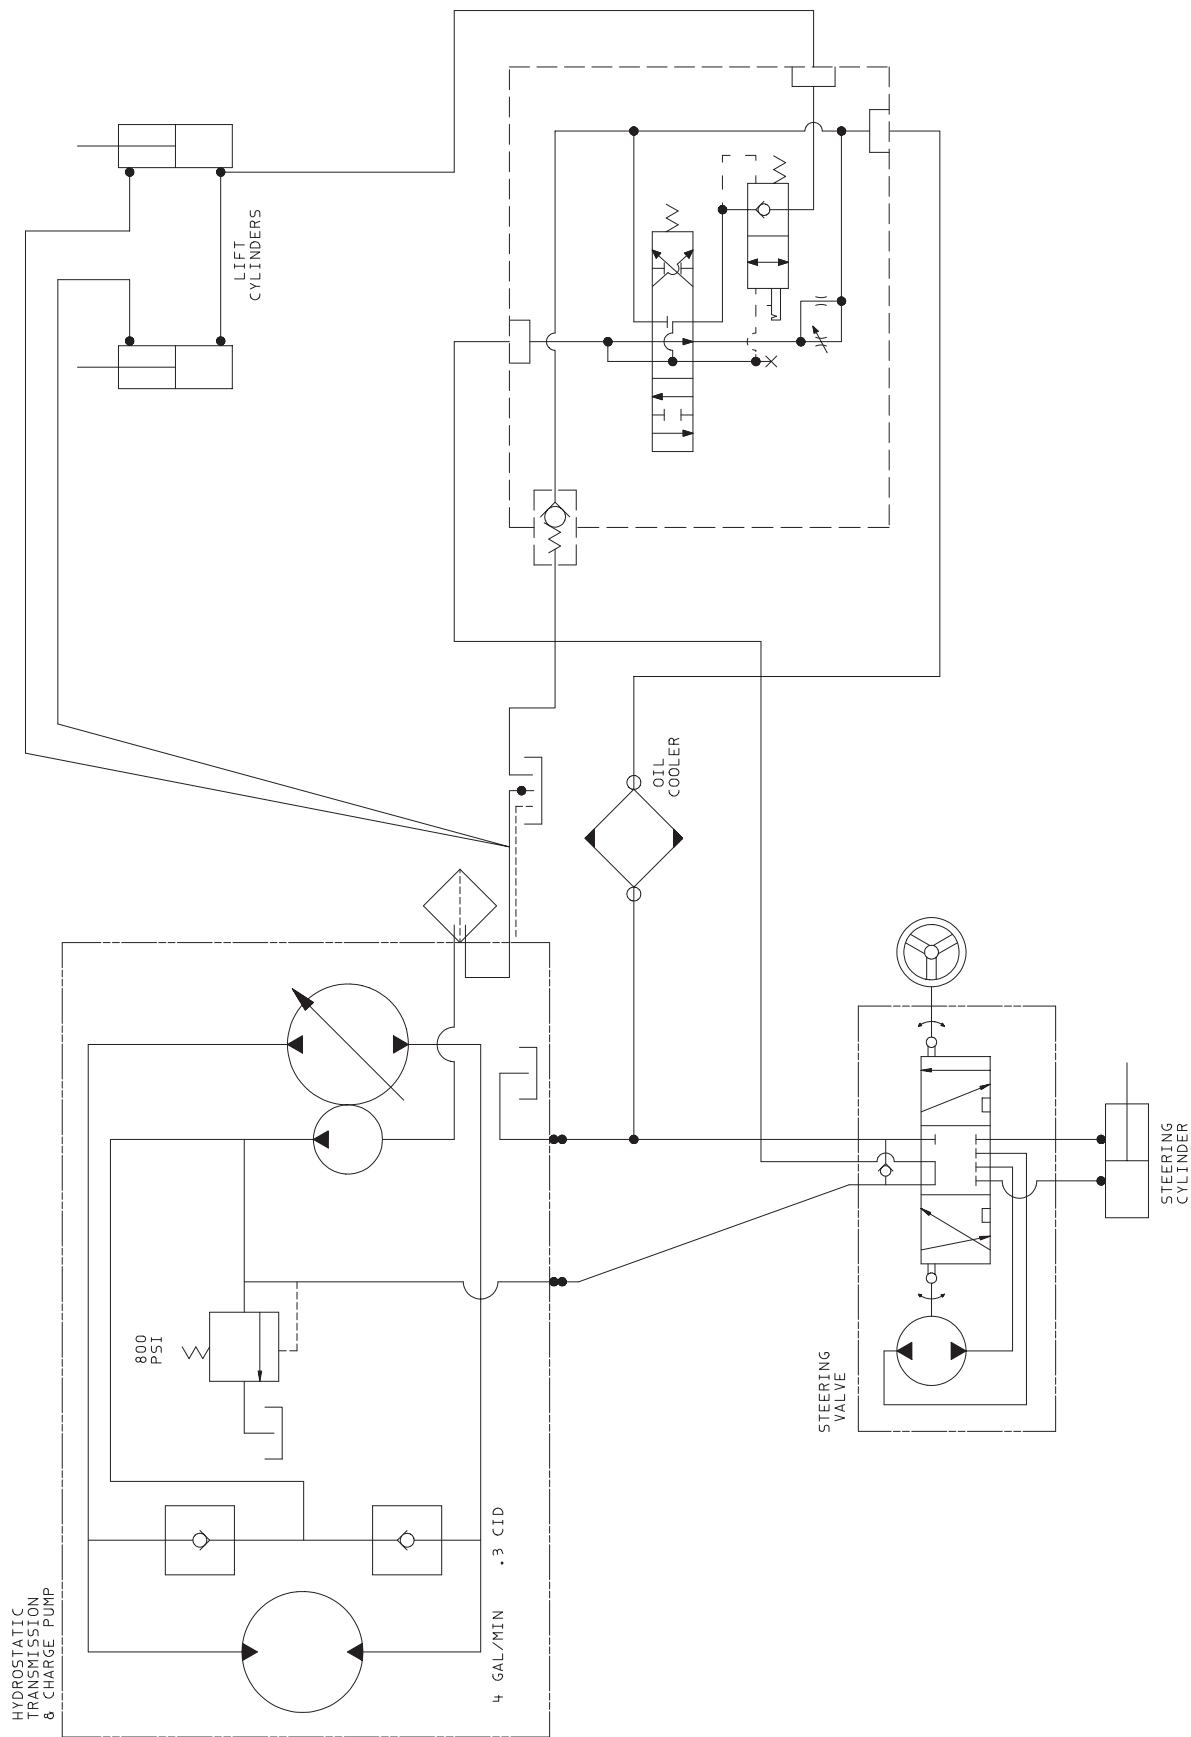 LIFT
CYLINDERS
OIL
COOLER
800
PSI
STEERING
CYLINDER
STEERING
VALVE
HYDROSTATIC
TRANSMISSION
& CHARGE PUMP
4 GAL/MIN .3 CID